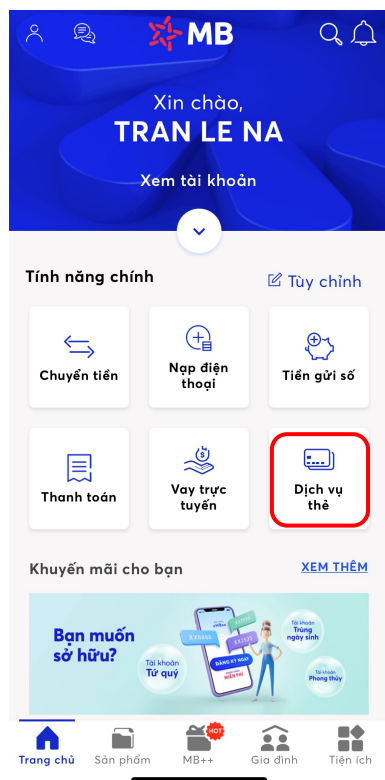 MB
Xin chào,
TRAN LE NA
Xem tài khoản
Tính năng chính
Tùy chỉnh
Chuyển tiền
Nạp điện
thoại
Tiền gửi số
Thanh toán
Vay trực
tuyến
Dịch vụ
thẻ
Khuyến mãi cho bạn
XEM THÊM
Bạn muốn
sở hữu?
Tài khoản
Tứ quý
XX6668
XX2525
ĐĂNG KÝ NGAY
MIỄN PHÍ
Tài khoản
Trùng
ngày sinh
Tài khoản
Phong thủy
Trang chủ
Sản phẩm
HOT
MB++
Gia đình
Tiện ích